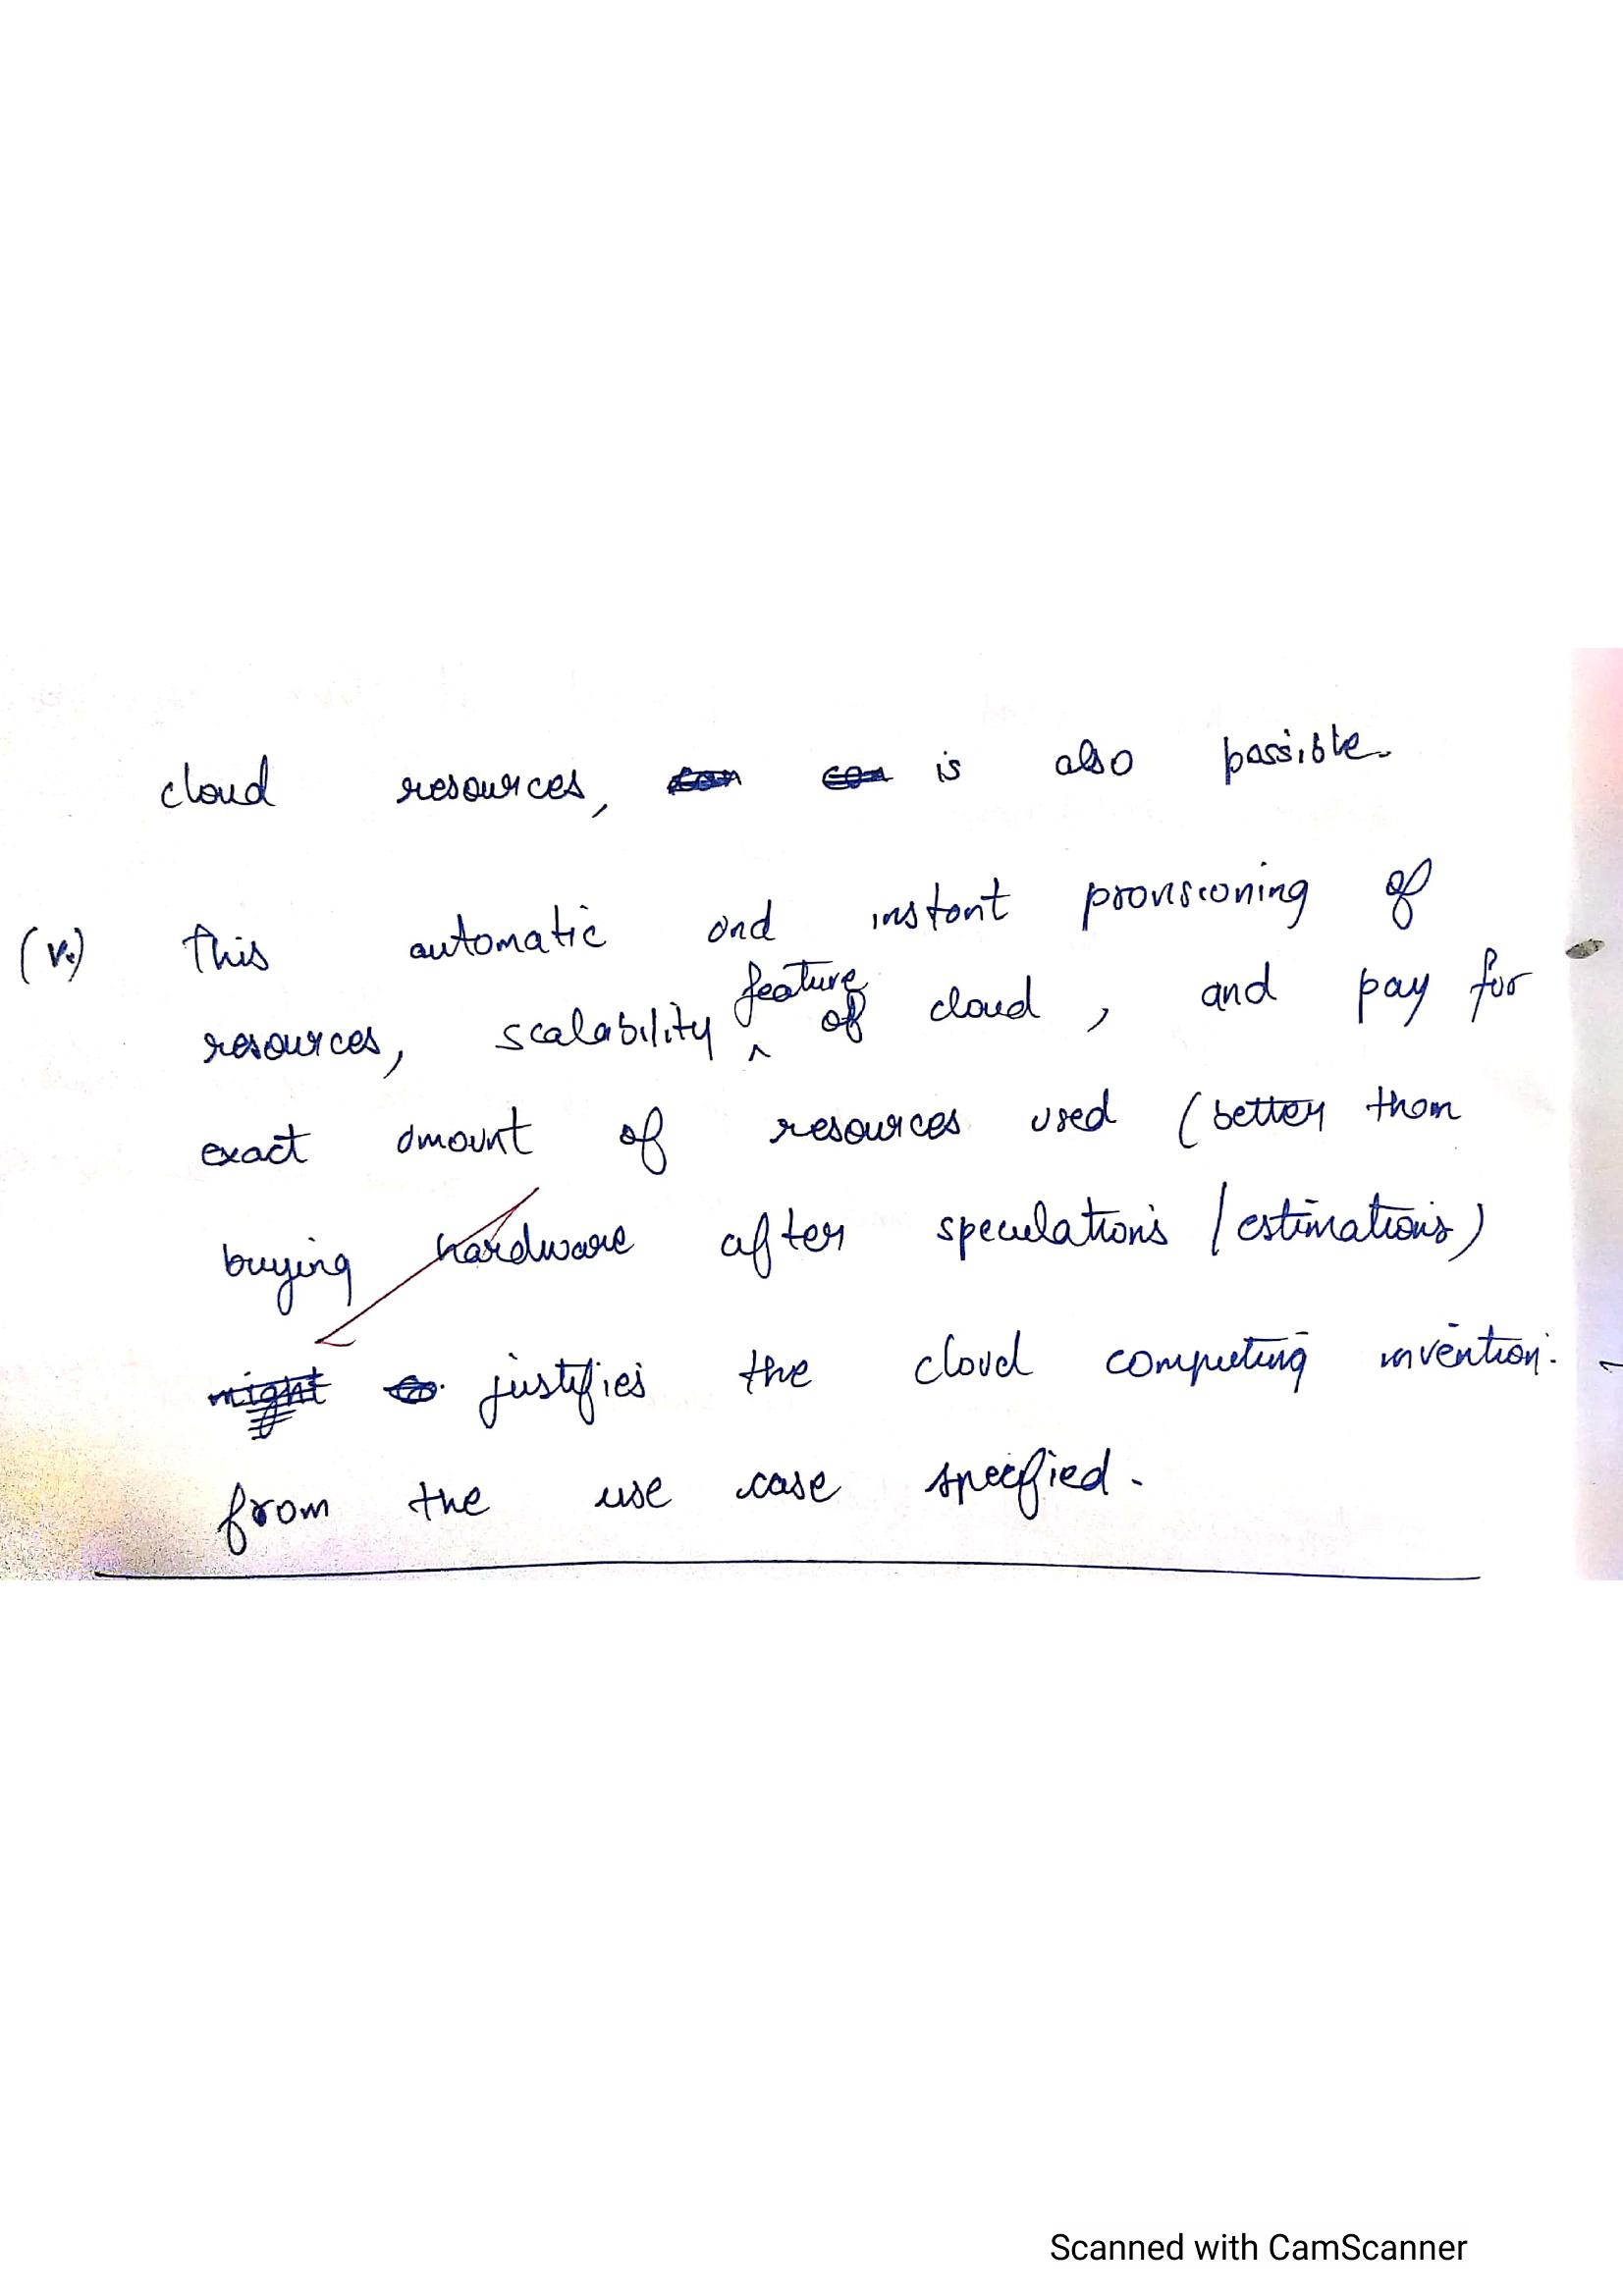 cloud resources, is also possible.
(v.) This automatic and instant provisioning of
resources, scalability feature of cloud, and pay for
exact amount of resources used (better than
buying hardware after speculations / estimations)
might justifies the cloud computing invention.
from the use case specified.
Scanned with CamScanner